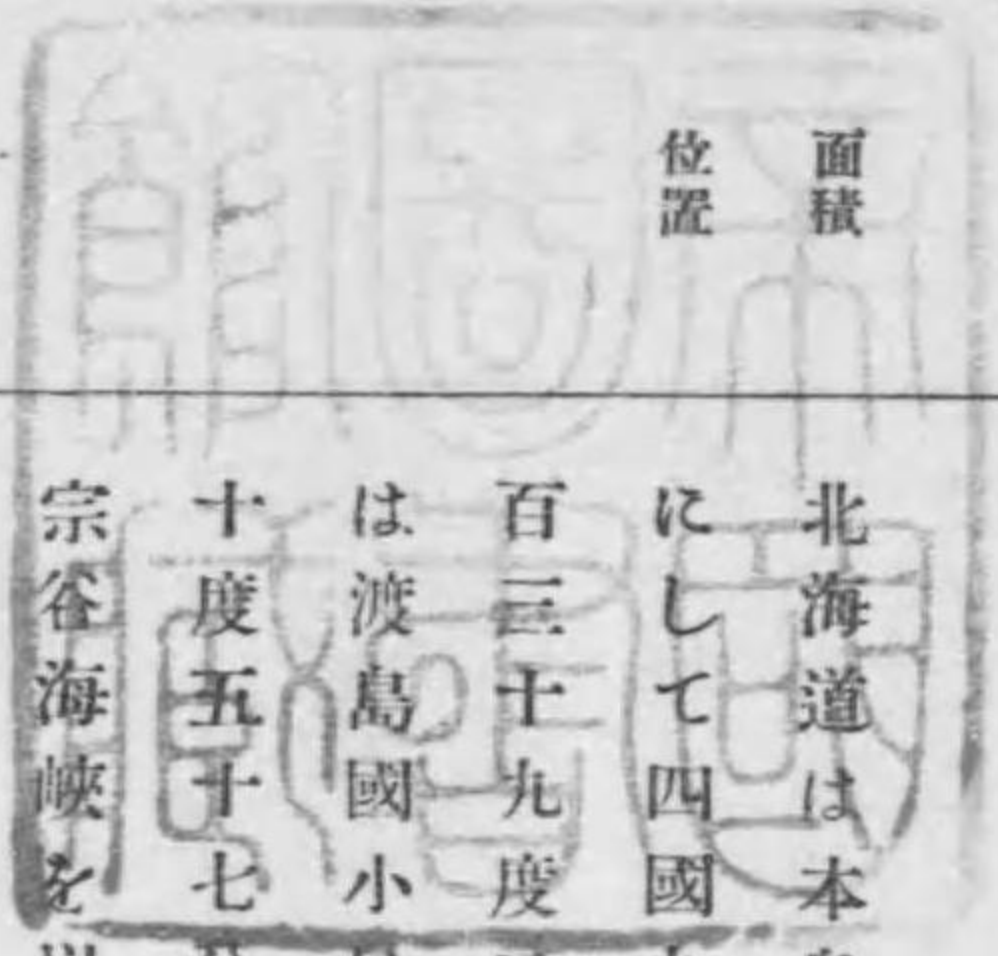 面積
位置
北海道は本
にして四國
百三十九度
は渡島國小
十度五十七
宗谷海峽を